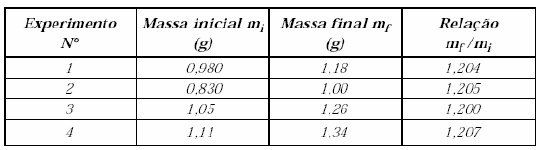 Experimento Nº Massa inicial mi (g) Massa final mf (g) Relação mf/mi
1 0,980 1,18 1,204
2 0,830 1,00 1,205
3 1,05 1,26 1,200
4 1,11 1,34 1,207